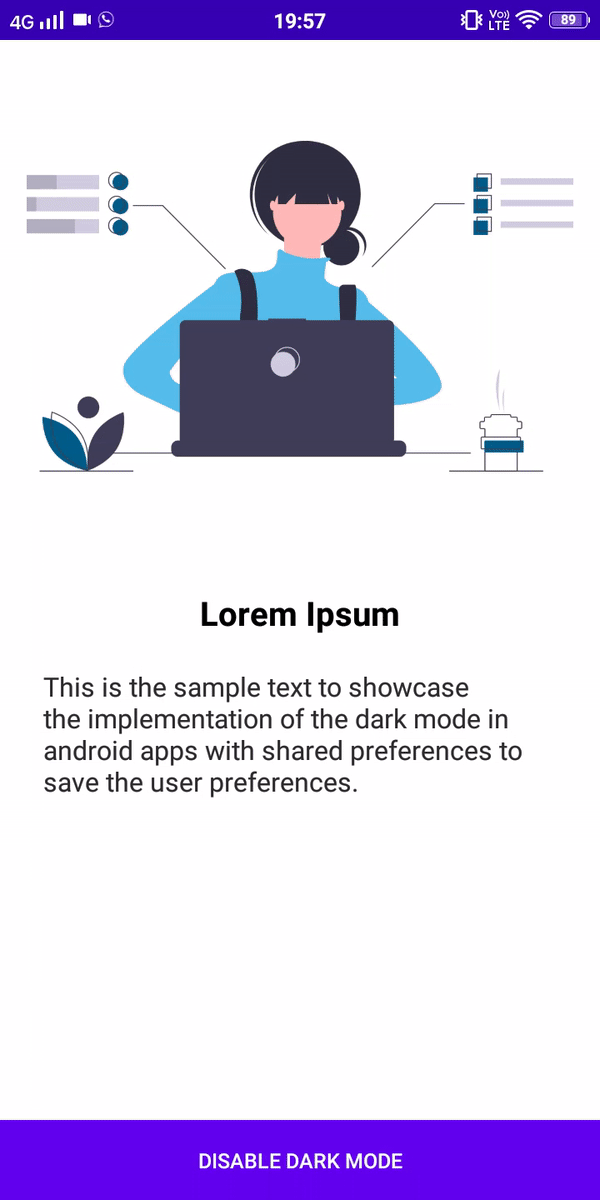 4G 19:57 Vo)) LTE 89
Lorem Ipsum
This is the sample text to showcase
the implementation of the dark mode in
android apps with shared preferences to
save the user preferences.
DISABLE DARK MODE